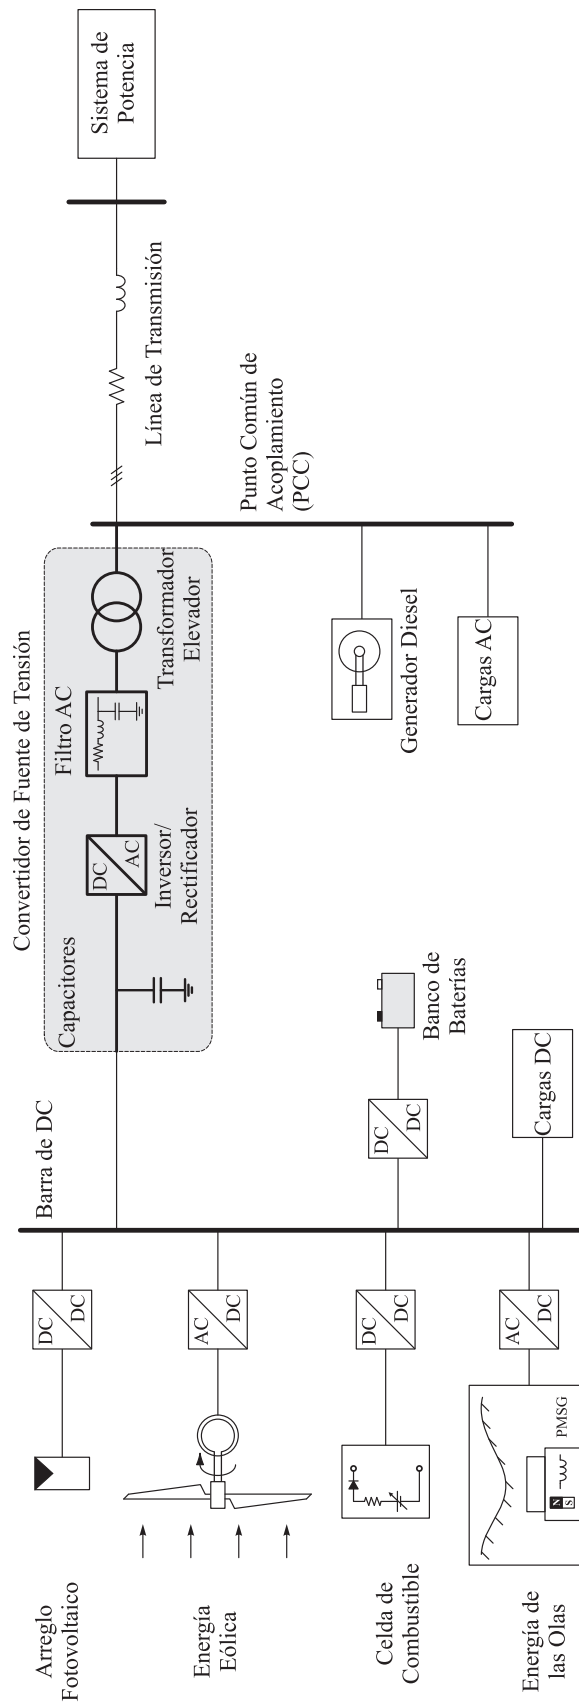 Arreglo
Fotovoltaico
DC
DC
Energía
Eólica
AC
DC
Celda de
Combustible
DC
DC
Energía de
las Olas
N
S
PMSG
AC
DC
Barra de DC
DC
DC
Banco de
Baterías
Cargas DC
Convertidor de Fuente de Tensión
Capacitores
DC
AC
Inversor/
Rectificador
Filtro AC
Transformador
Elevador
Punto Común de
Acoplamiento
(PCC)
Generador Diesel
Cargas AC
Línea de Transmisión
Sistema de
Potencia